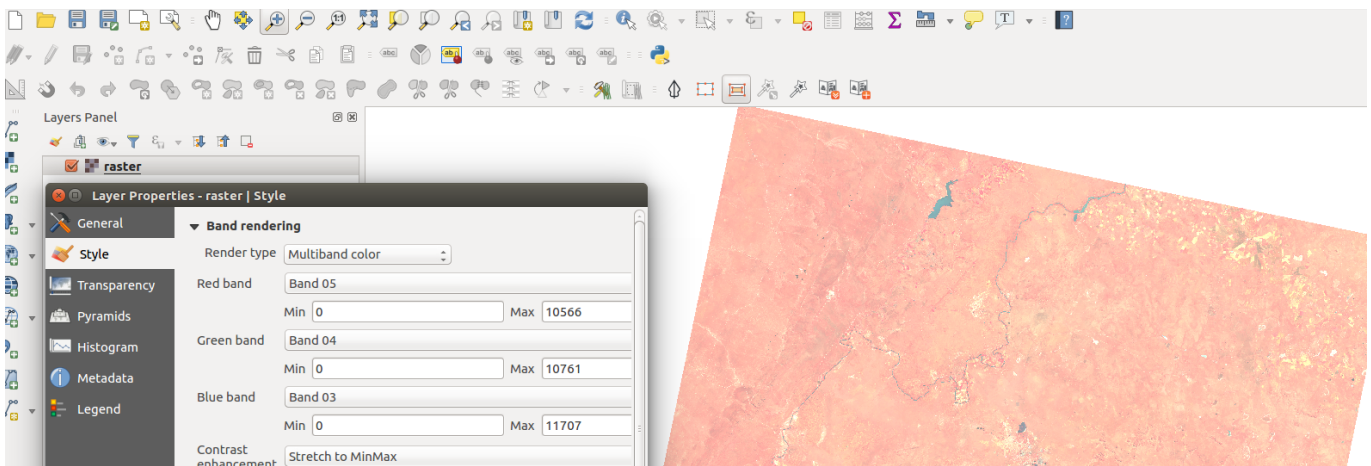 Layers Panel
raster
Layer Properties - raster | Style
General
Style
Transparency
Pyramids
Histogram
Metadata
Legend
Band rendering
Render type Multiband color
Red band Band 05
Min 0 Max 10566
Green band Band 04
Min 0 Max 10761
Blue band Band 03
Min 0 Max 11707
Contrast
enhancement Stretch to MinMax